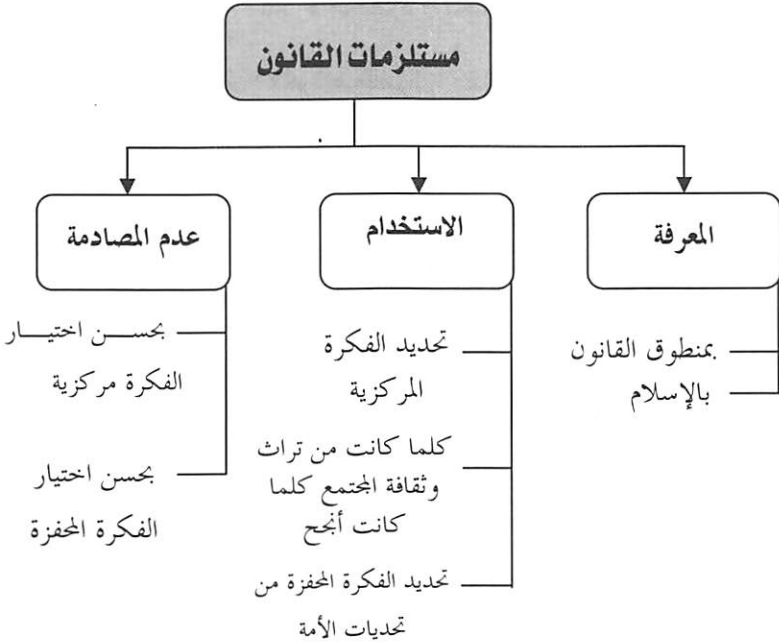 مستلزمات القانون
المعرفة
بمنطوق القانون
بالإسلام
الاستخدام
تحديد الفكرة
المركزية
كلما كانت من تراث
وثقافة المجتمع كلما
كانت أنجح
تحديد الفكرة المحفزة من
تحديات الأمة
عدم المصادمة
بحسن اختيار
الفكرة مركزية
بحسن اختيار
الفكرة المحفزة